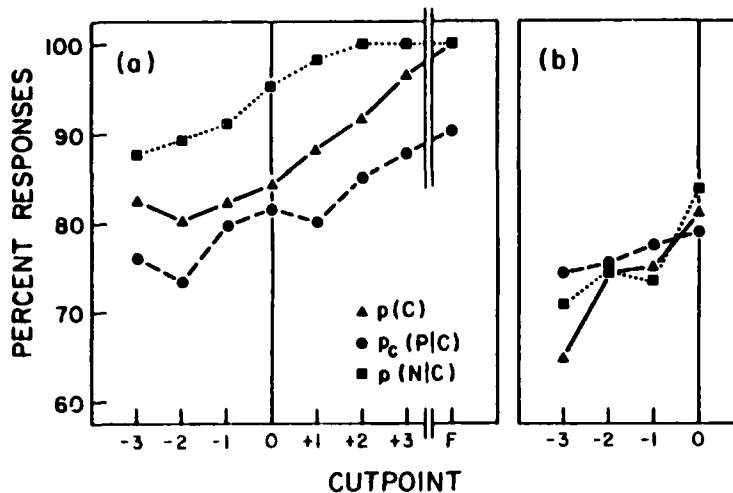 (a)
(b)
PERCENT RESPONSES
100
90
80
70
60
▲ p(C)
● p_c(P|C)
■ p(N|C)
-3 -2 -1 0 +1 +2 +3 F
-3 -2 -1 0
CUTPOINT